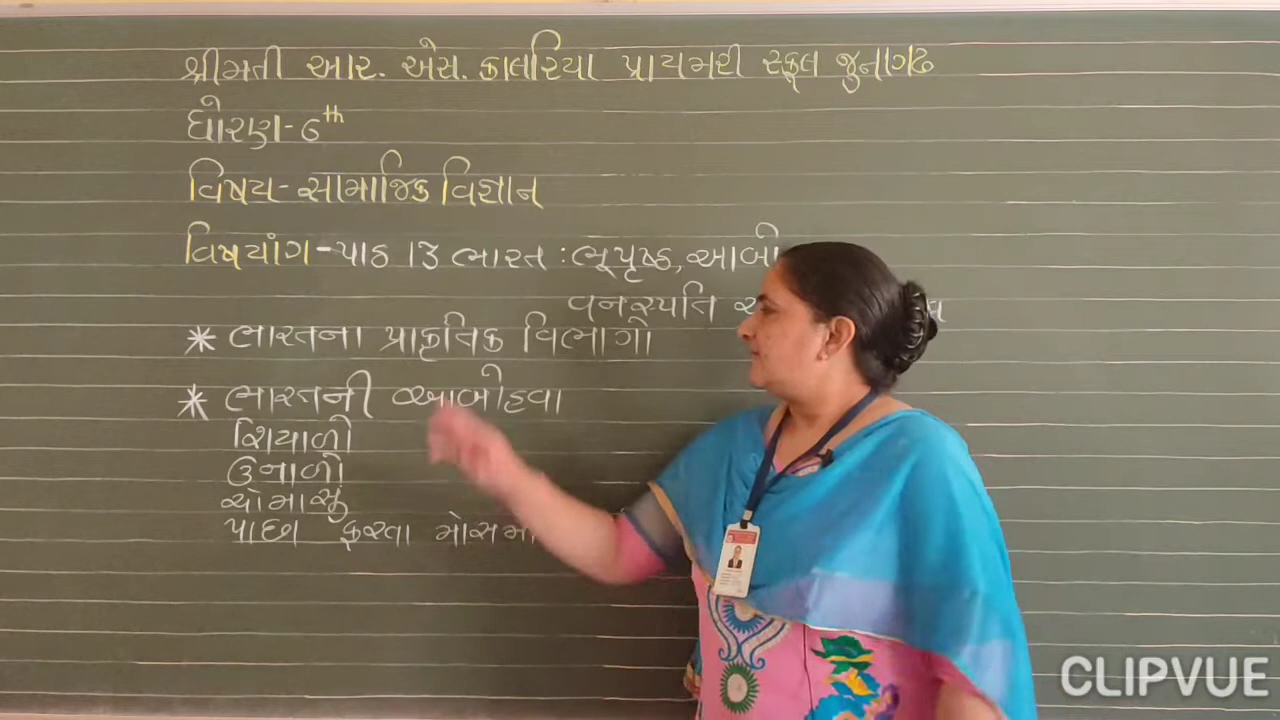 શ્રીમતી આર. એસ. કાલરિયા પ્રાયમરી સ્કૂલ જુનાગઢ
ધોરણ-6th
વિષય-સામાજિક વિજ્ઞાન
વિષયાંગ-પાઠ 13 ભારત : ભૂપૃષ્ઠ, આબો
વનસ્પતિ
* ભારતના પ્રાકૃતિક વિભાગો
* ભારતની આબોહવા
શિયાળો
ઉનાળો
ચોમાસુ
પાછા ફરતા મોસમ
CLIPVUE